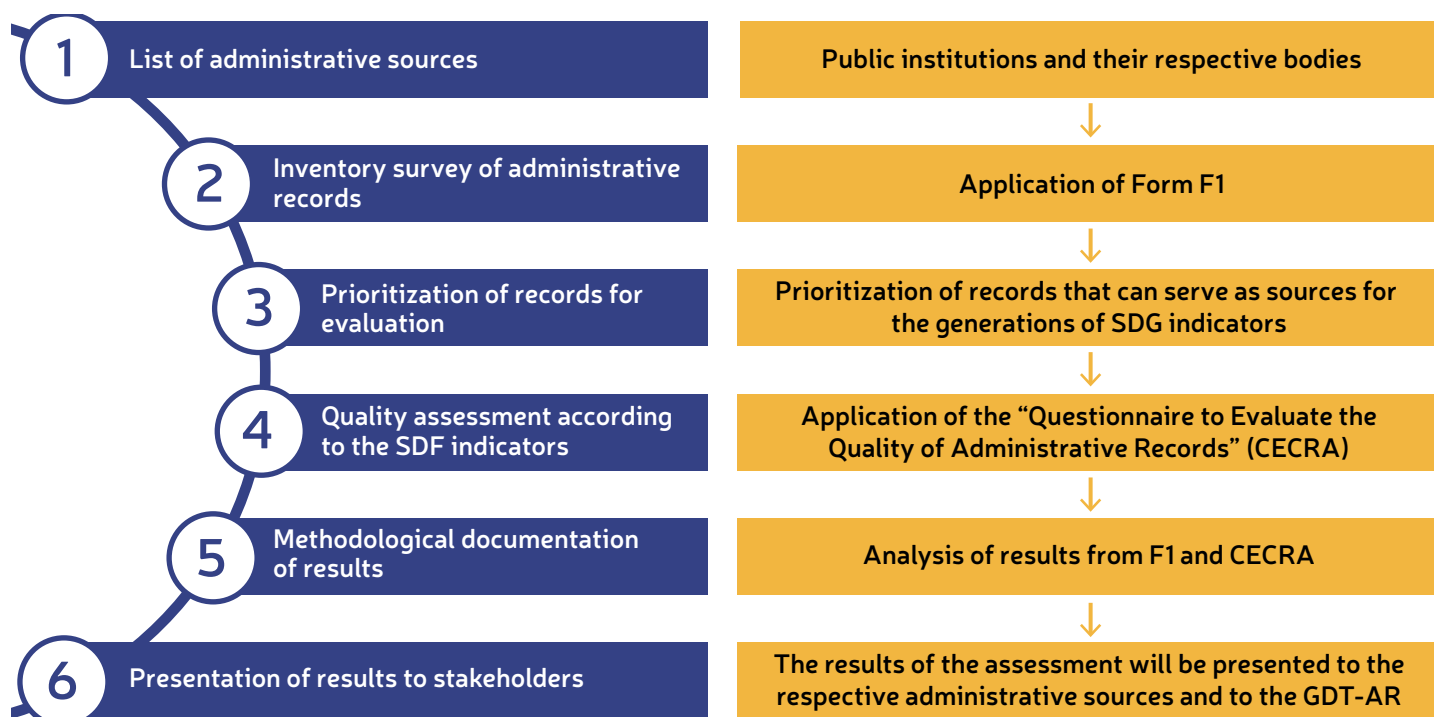 1
List of administrative sources
Public institutions and their respective bodies
2
Inventory survey of administrative
records
Application of Form F1
3
Prioritization of records for
evaluation
Prioritization of records that can serve as sources for
the generations of SDG indicators
4
Quality assessment according
to the SDF indicators
Application of the “Questionnaire to Evaluate the
Quality of Administrative Records” (CECRA)
5
Methodological documentation
of results
Analysis of results from F1 and CECRA
6
Presentation of results to stakeholders
The results of the assessment will be presented to the
respective administrative sources and to the GDT-AR